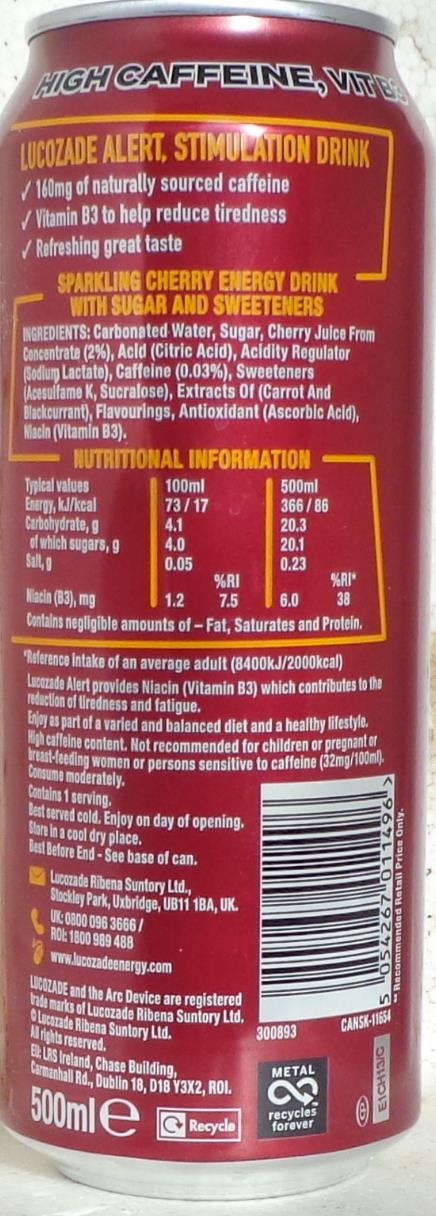 HIGH CAFFEINE, VIT B3
LUCOZADE ALERT, STIMULATION DRINK
✓ 160mg of naturally sourced caffeine
✓ Vitamin B3 to help reduce tiredness
✓ Refreshing great taste
SPARKLING CHERRY ENERGY DRINK
WITH SUGAR AND SWEETENERS
INGREDIENTS: Carbonated Water, Sugar, Cherry Juice From
Concentrate (2%), Acid (Citric Acid), Acidity Regulator
(Sodium Lactate), Caffeine (0.03%), Sweeteners
(Acesulfame K, Sucralose), Extracts Of (Carrot And
Blackcurrant), Flavourings, Antioxidant (Ascorbic Acid),
Niacin (Vitamin B3).
NUTRITIONAL INFORMATION
Typical values 100ml 500ml
Energy, kJ/kcal 73 / 17 366 / 86
Carbohydrate, g 4.1 20.3
of which sugars, g 4.0 20.1
Salt, g 0.05 0.23
%RI %RI*
Niacin (B3), mg 1.2 7.5 6.0 38
Contains negligible amounts of – Fat, Saturates and Protein.
*Reference intake of an average adult (8400kJ/2000kcal)
Lucozade Alert provides Niacin (Vitamin B3) which contributes to the
reduction of tiredness and fatigue.
Enjoy as part of a varied and balanced diet and a healthy lifestyle.
High caffeine content. Not recommended for children or pregnant or
breast-feeding women or persons sensitive to caffeine (32mg/100ml).
Consume moderately.
Contains 1 serving.
Best served cold. Enjoy on day of opening.
Store in a cool dry place.
Best Before End - See base of can.
Lucozade Ribena Suntory Ltd.,
Stockley Park, Uxbridge, UB11 1BA, UK.
UK: 0800 096 3666 /
ROI: 1800 989 488
www.lucozadeenergy.com
LUCOZADE and the Arc Device are registered
trade marks of Lucozade Ribena Suntory Ltd.
© Lucozade Ribena Suntory Ltd.
All rights reserved.
EU: LRS Ireland, Chase Building,
Carmanhall Rd., Dublin 18, D18 Y3X2, ROI.
500ml e
Recycle
5 054267 011496 >
** Recommended Retail Price Only.
300893
CANSK-11654
METAL
recycles
forever
E1CH13/C